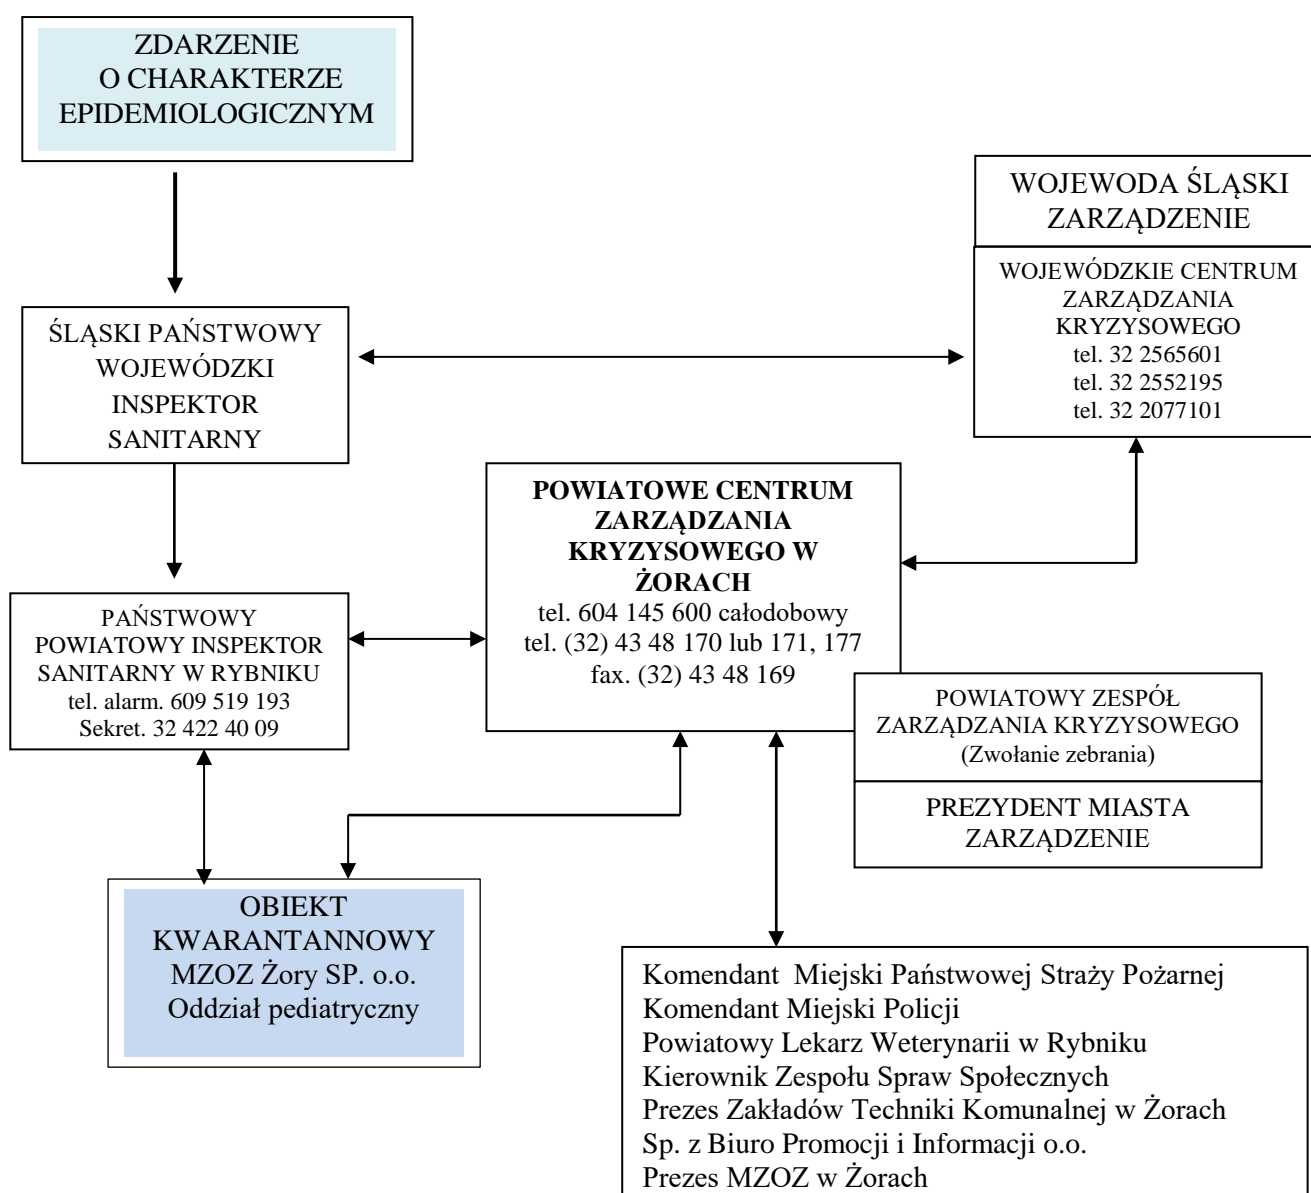 ZDARZENIE
O CHARAKTERZE
EPIDEMIOLOGICZNYM
WOJEWODA ŚLĄSKI
ZARZĄDZENIE
WOJEWÓDZKIE CENTRUM
ZARZĄDZANIA
KRYZYSOWEGO
tel. 32 2565601
tel. 32 2552195
tel. 32 2077101
ŚLĄSKI PAŃSTWOWY
WOJEWÓDZKI
INSPEKTOR
SANITARNY
POWIATOWE CENTRUM
ZARZĄDZANIA
KRYZYSOWEGO W
ŻORACH
tel. 604 145 600 całodobowy
tel. (32) 43 48 170 lub 171, 177
fax. (32) 43 48 169
PAŃSTWOWY
POWIATOWY INSPEKTOR
SANITARNY W RYBNIKU
tel. alarm. 609 519 193
Sekret. 32 422 40 09
POWIATOWY ZESPÓŁ
ZARZĄDZANIA KRYZYSOWEGO
(Zwołanie zebrania)
PREZYDENT MIASTA
ZARZĄDZENIE
OBIEKT
KWARANTANNOWY
MZOZ Żory SP. o.o.
Oddział pediatryczny
Komendant Miejski Państwowej Straży Pożarnej
Komendant Miejski Policji
Powiatowy Lekarz Weterynarii w Rybniku
Kierownik Zespołu Spraw Społecznych
Prezes Zakładów Techniki Komunalnej w Żorach
Sp. z Biuro Promocji i Informacji o.o.
Prezes MZOZ w Żorach